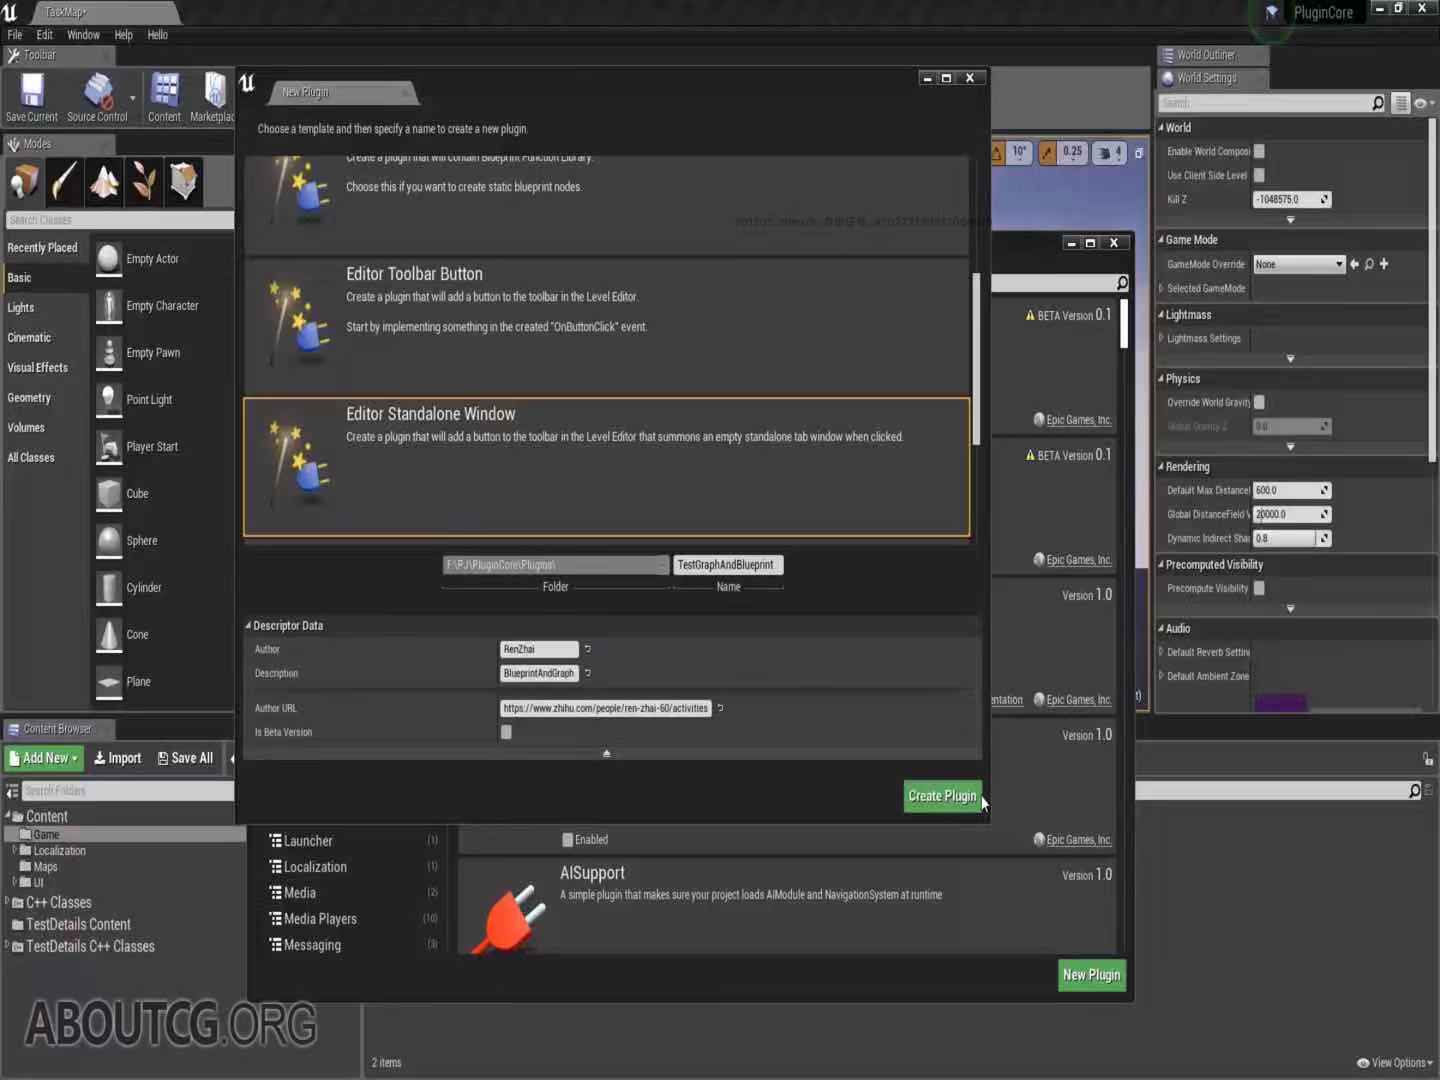 TaskMap*
PluginCore
File Edit Window Help Hello
Toolbar
Save Current
Source Control
Content
Marketplac
Modes
Search Classes
Recently Placed
Basic
Lights
Cinematic
Visual Effects
Geometry
Volumes
All Classes
Empty Actor
Empty Character
Empty Pawn
Point Light
Player Start
Cube
Sphere
Cylinder
Cone
Plane
New Plugin
Choose a template and then specify a name to create a new plugin.
Create a plugin that will contain Blueprint Function Library.
Choose this if you want to create static blueprint nodes.
Editor Toolbar Button
Create a plugin that will add a button to the toolbar in the Level Editor.
Start by implementing something in the created "OnButtonClick" event.
Editor Standalone Window
Create a plugin that will add a button to the toolbar in the Level Editor that summons an empty standalone tab window when clicked.
F:\PJ\PluginCore\Plugins\
TestGraphAndBlueprint
Folder
Name
Descriptor Data
Author
RenZhai
Description
BlueprintAndGraph
Author URL
https://www.zhihu.com/people/ren-zhai-60/activities
Is Beta Version
Create Plugin
10°
0.25
4
BETA Version 0.1
Epic Games, Inc.
BETA Version 0.1
Epic Games, Inc.
Version 1.0
entation
Epic Games, Inc.
Version 1.0
Enabled
Epic Games, Inc.
AISupport
Version 1.0
A simple plugin that makes sure your project loads AIModule and NavigationSystem at runtime
Launcher (1)
Localization (1)
Media (2)
Media Players (10)
Messaging (3)
New Plugin
World Outliner
World Settings
Search
World
Enable World Composi
Use Client Side Level
Kill Z
-1048575.0
Game Mode
GameMode Override
None
Selected GameMode
Lightmass
Lightmass Settings
Physics
Override World Gravity
Global Gravity Z
0.0
Rendering
Default Max Distance
600.0
Global DistanceField V
20000.0
Dynamic Indirect Sha
0.8
Precomputed Visibility
Precompute Visibility
Audio
Default Reverb Settin
Default Ambient Zone
Content Browser
Add New
Import
Save All
Search Folders
Content
Game
Localization
Maps
UI
C++ Classes
TestDetails Content
TestDetails C++ Classes
ABOUTCG.ORG
2 items
View Options